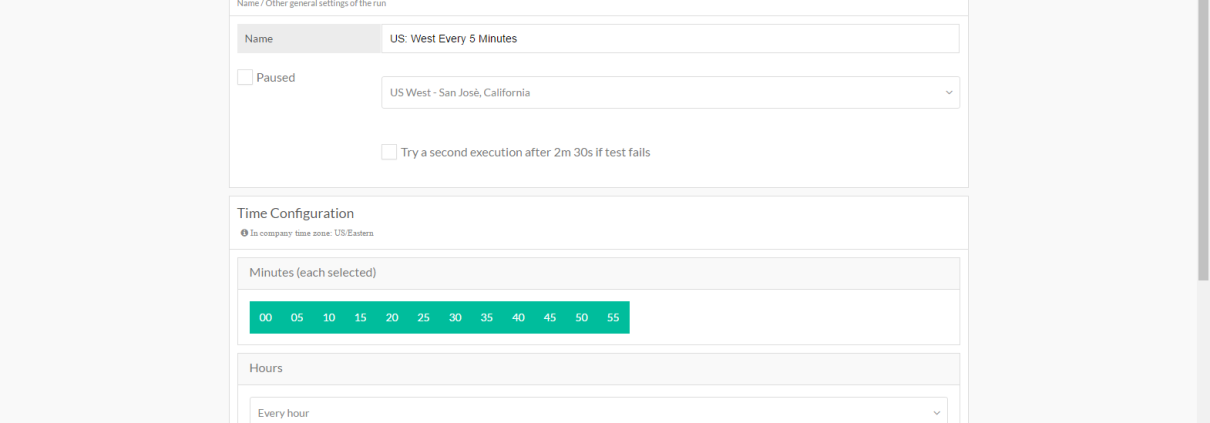 Name / Other general settings of the run
Name
US: West Every 5 Minutes
Paused
US West - San Josè, California
Try a second execution after 2m 30s if test fails
Time Configuration
In company time zone: US/Eastern
Minutes (each selected)
00 05 10 15 20 25 30 35 40 45 50 55
Hours
Every hour